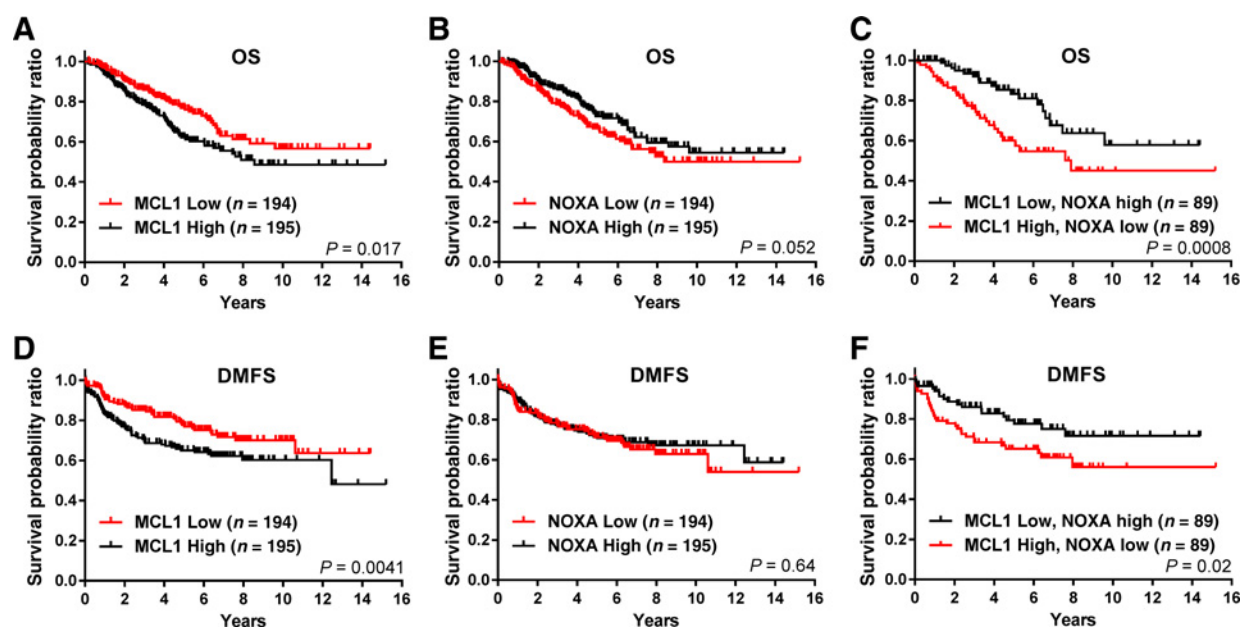 A
OS
Survival probability ratio
1.0
0.8
0.6
0.4
0.2
0.0
MCL1 Low (n = 194)
MCL1 High (n = 195)
P = 0.017
0 2 4 6 8 10 12 14 16
Years
B
OS
Survival probability ratio
1.0
0.8
0.6
0.4
0.2
0.0
NOXA Low (n = 194)
NOXA High (n = 195)
P = 0.052
0 2 4 6 8 10 12 14 16
Years
C
OS
Survival probability ratio
1.0
0.8
0.6
0.4
0.2
0.0
MCL1 Low, NOXA high (n = 89)
MCL1 High, NOXA low (n = 89)
P = 0.0008
0 2 4 6 8 10 12 14 16
Years
D
DMFS
Survival probability ratio
1.0
0.8
0.6
0.4
0.2
0.0
MCL1 Low (n = 194)
MCL1 High (n = 195)
P = 0.0041
0 2 4 6 8 10 12 14 16
Years
E
DMFS
Survival probability ratio
1.0
0.8
0.6
0.4
0.2
0.0
NOXA Low (n = 194)
NOXA High (n = 195)
P = 0.64
0 2 4 6 8 10 12 14 16
Years
F
DMFS
Survival probability ratio
1.0
0.8
0.6
0.4
0.2
0.0
MCL1 Low, NOXA high (n = 89)
MCL1 High, NOXA low (n = 89)
P = 0.02
0 2 4 6 8 10 12 14 16
Years